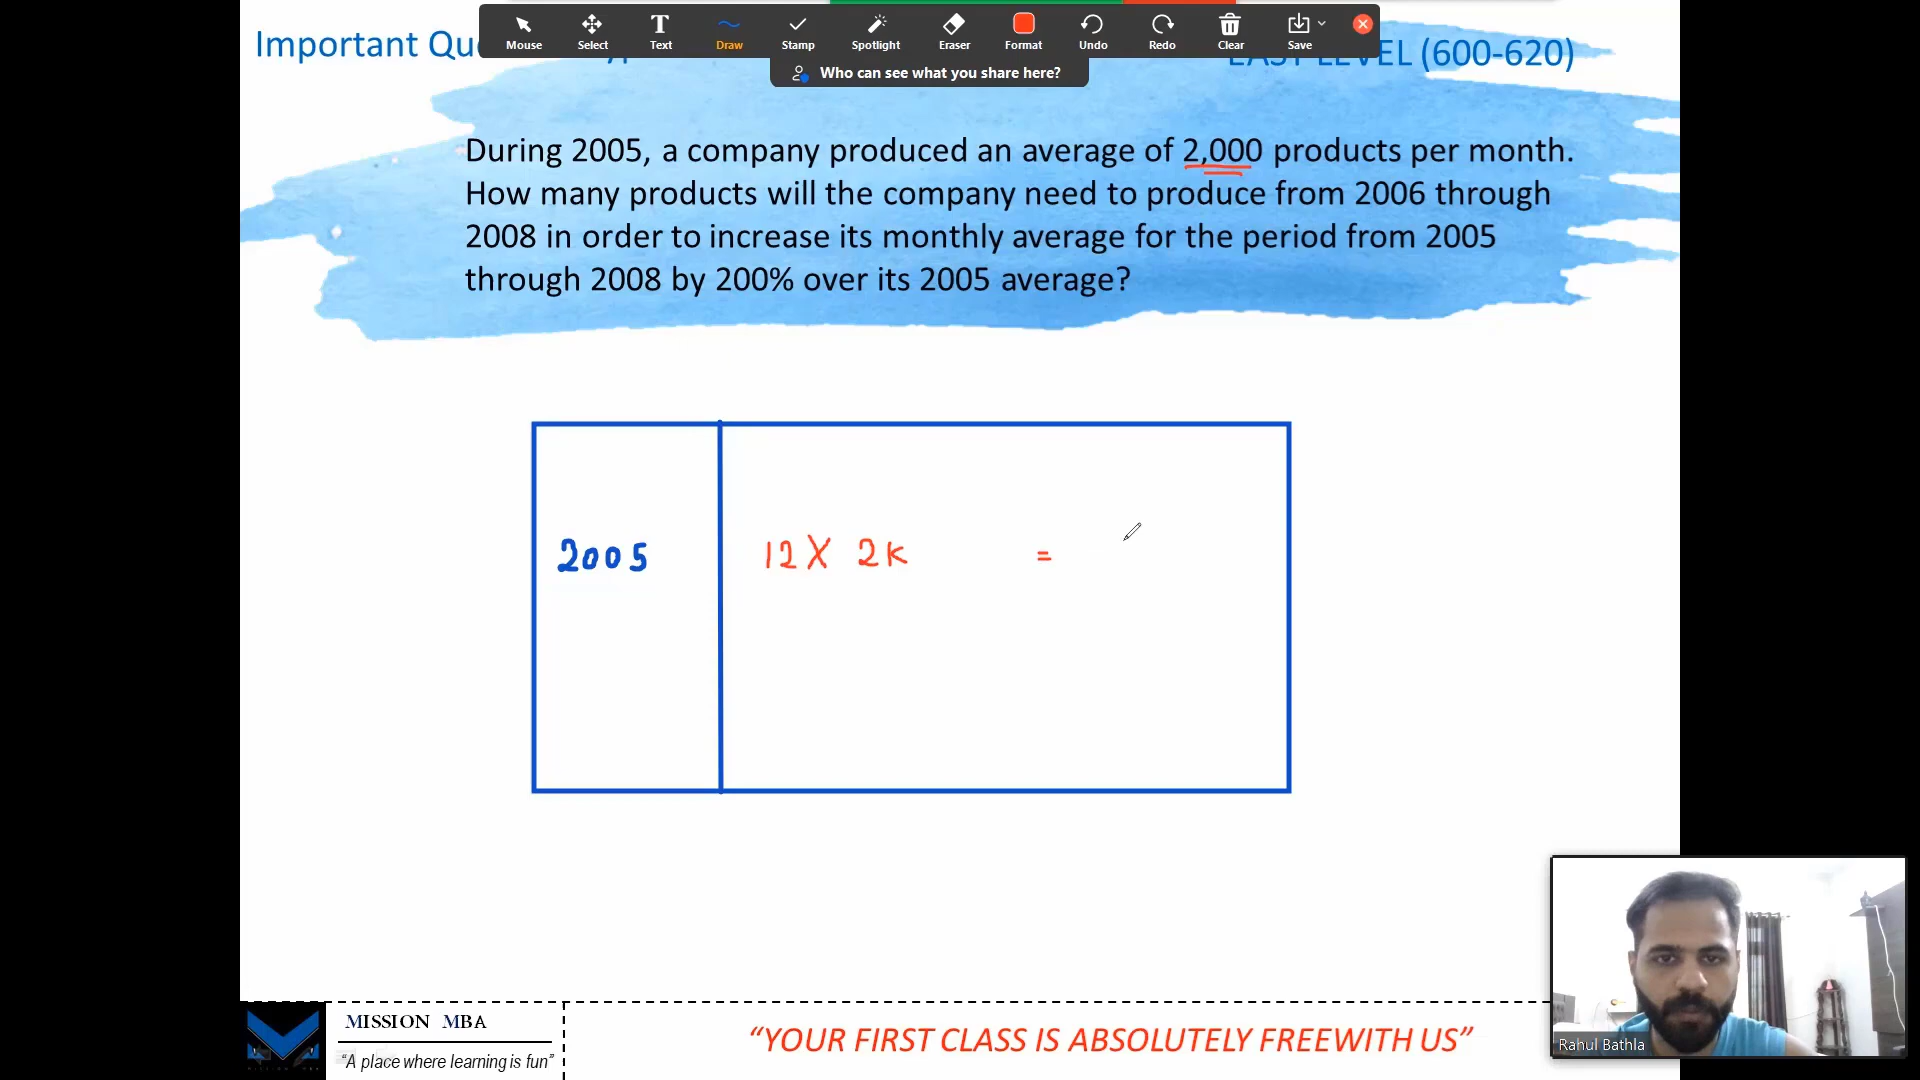 Important Qu
EASY LEVEL (600-620)
Mouse Select Text Draw Stamp Spotlight Eraser Format Undo Redo Clear Save
Who can see what you share here?
During 2005, a company produced an average of 2,000 products per month.
How many products will the company need to produce from 2006 through
2008 in order to increase its monthly average for the period from 2005
through 2008 by 200% over its 2005 average?
2005 12 X 2K =
MISSION MBA
“A place where learning is fun”
“YOUR FIRST CLASS IS ABSOLUTELY FREEWITH US”
Rahul Bathla